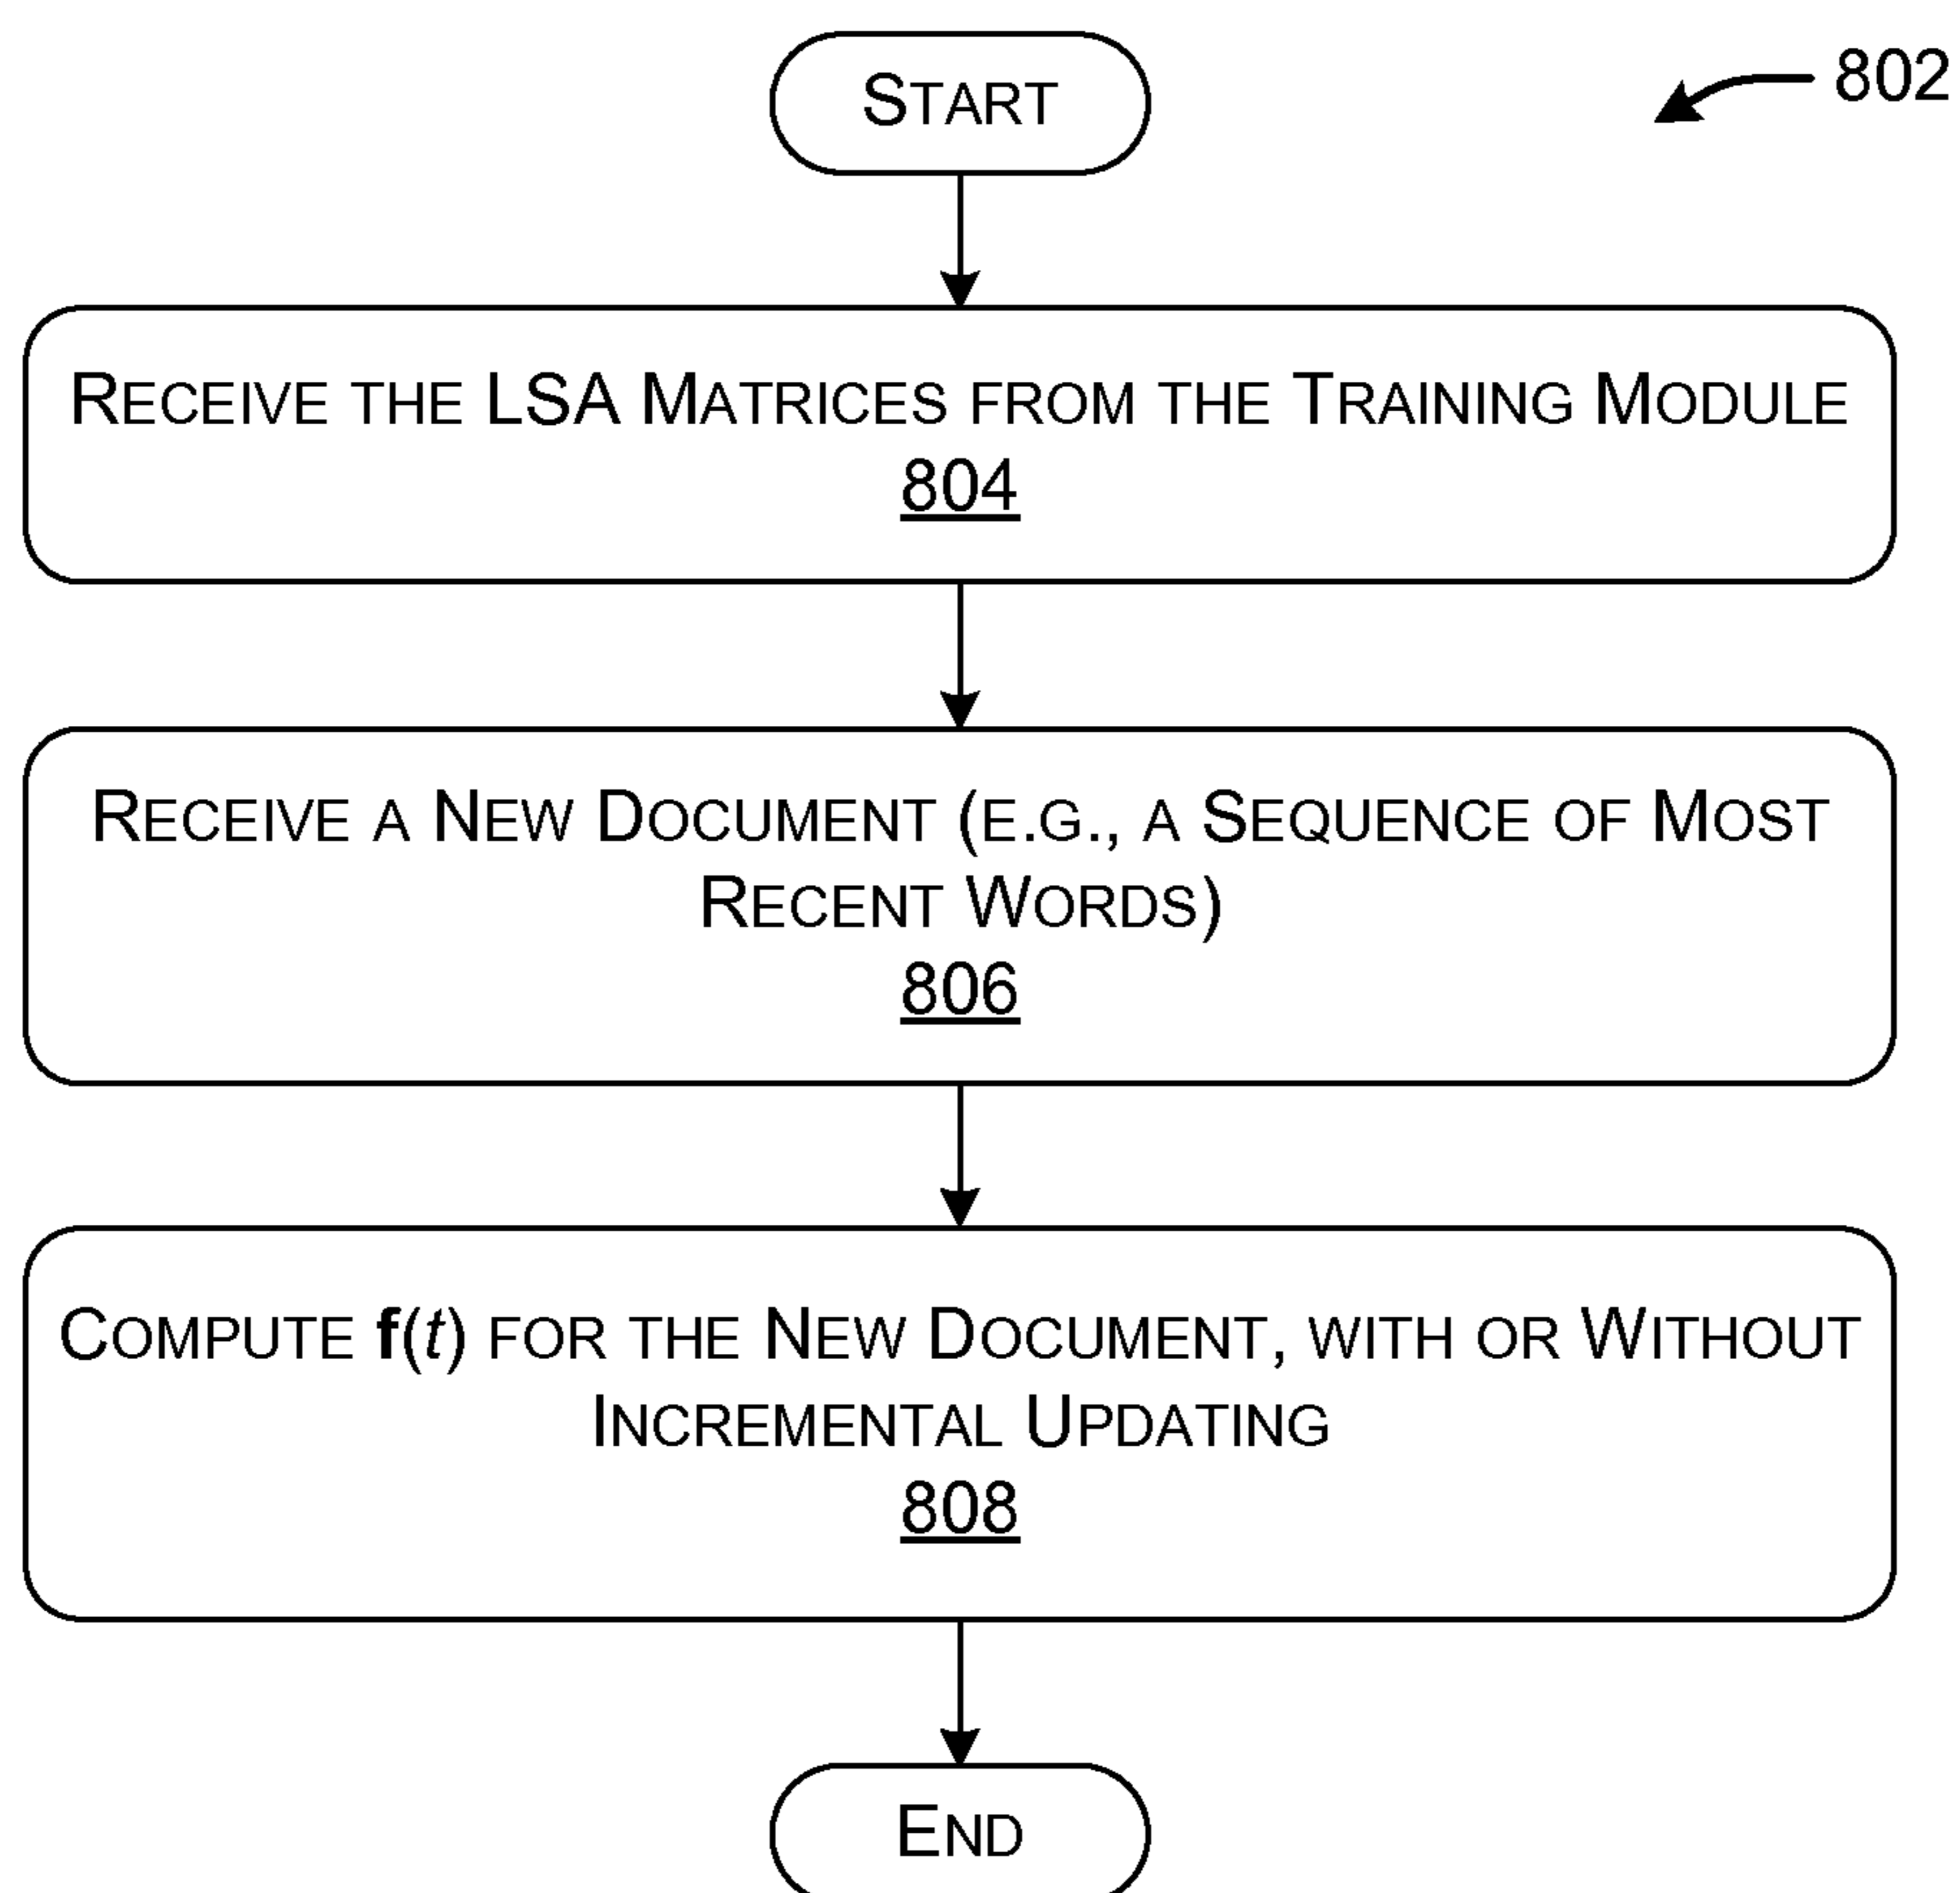 START
802
RECEIVE THE LSA MATRICES FROM THE TRAINING MODULE
804
RECEIVE A NEW DOCUMENT (E.G., A SEQUENCE OF MOST
RECENT WORDS)
806
COMPUTE f(t) FOR THE NEW DOCUMENT, WITH OR WITHOUT
INCREMENTAL UPDATING
808
END